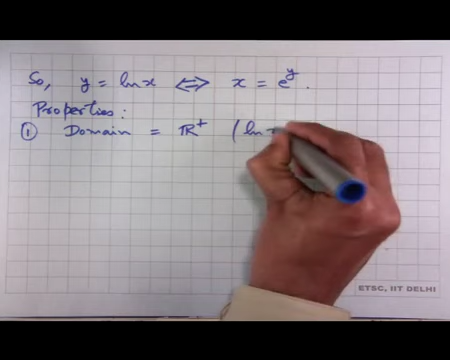 So, y = ln x ⇔ x = e^y.
Properties:
① Domain = ℝ⁺ (ln x
ETSC, IIT DELHI